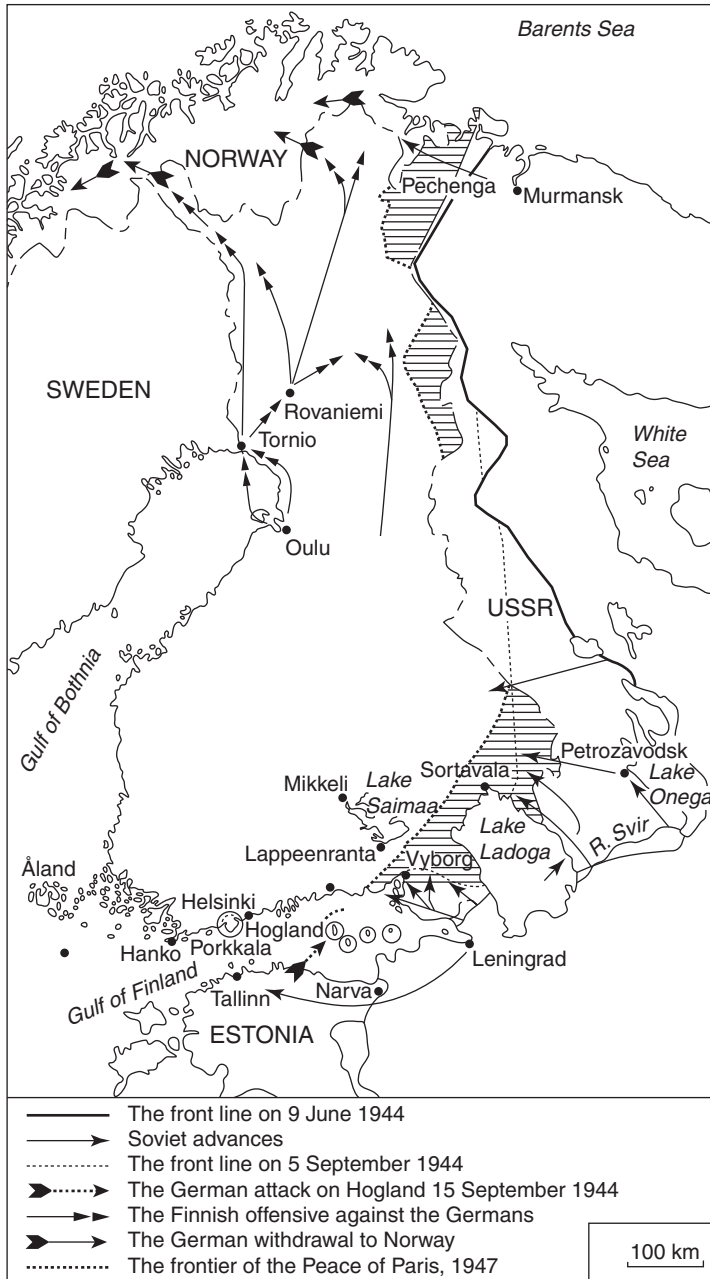 Barents Sea
NORWAY
Pechenga
Murmansk
SWEDEN
Rovaniemi
Tornio
White
Sea
Oulu
USSR
Gulf of Bothnia
Petrozavodsk
Lake
Onega
Sortavala
Mikkeli
Lake
Saimaa
Lake
Ladoga
R. Svir
Lappeenranta
Vyborg
Åland
Helsinki
Hogland
Porkkala
Hanko
Leningrad
Gulf of Finland
Tallinn
Narva
ESTONIA
The front line on 9 June 1944
Soviet advances
The front line on 5 September 1944
The German attack on Hogland 15 September 1944
The Finnish offensive against the Germans
The German withdrawal to Norway
The frontier of the Peace of Paris, 1947
100 km